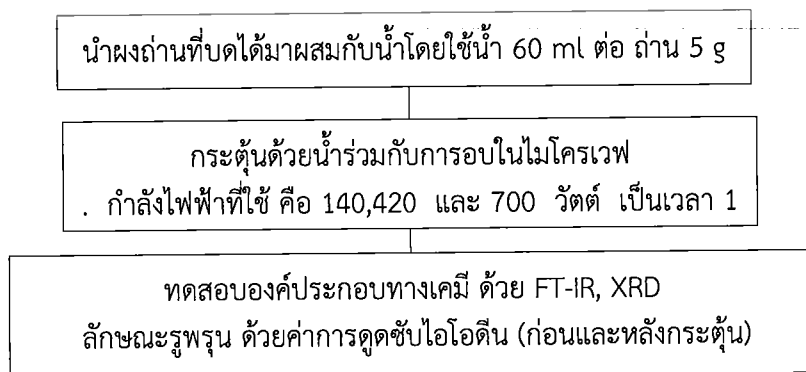 นำผงถ่านที่บดได้มาผสมกับน้ำโดยใช้น้ำ 60 ml ต่อ ถ่าน 5 g
กระตุ้นด้วยน้ำร่วมกับการอบในไมโครเวฟ
. กำลังไฟฟ้าที่ใช้ คือ 140,420 และ 700 วัตต์ เป็นเวลา 1
ทดสอบองค์ประกอบทางเคมี ด้วย FT-IR, XRD
ลักษณะรูพรุน ด้วยค่าการดูดซับไอโอดีน (ก่อนและหลังกระตุ้น)